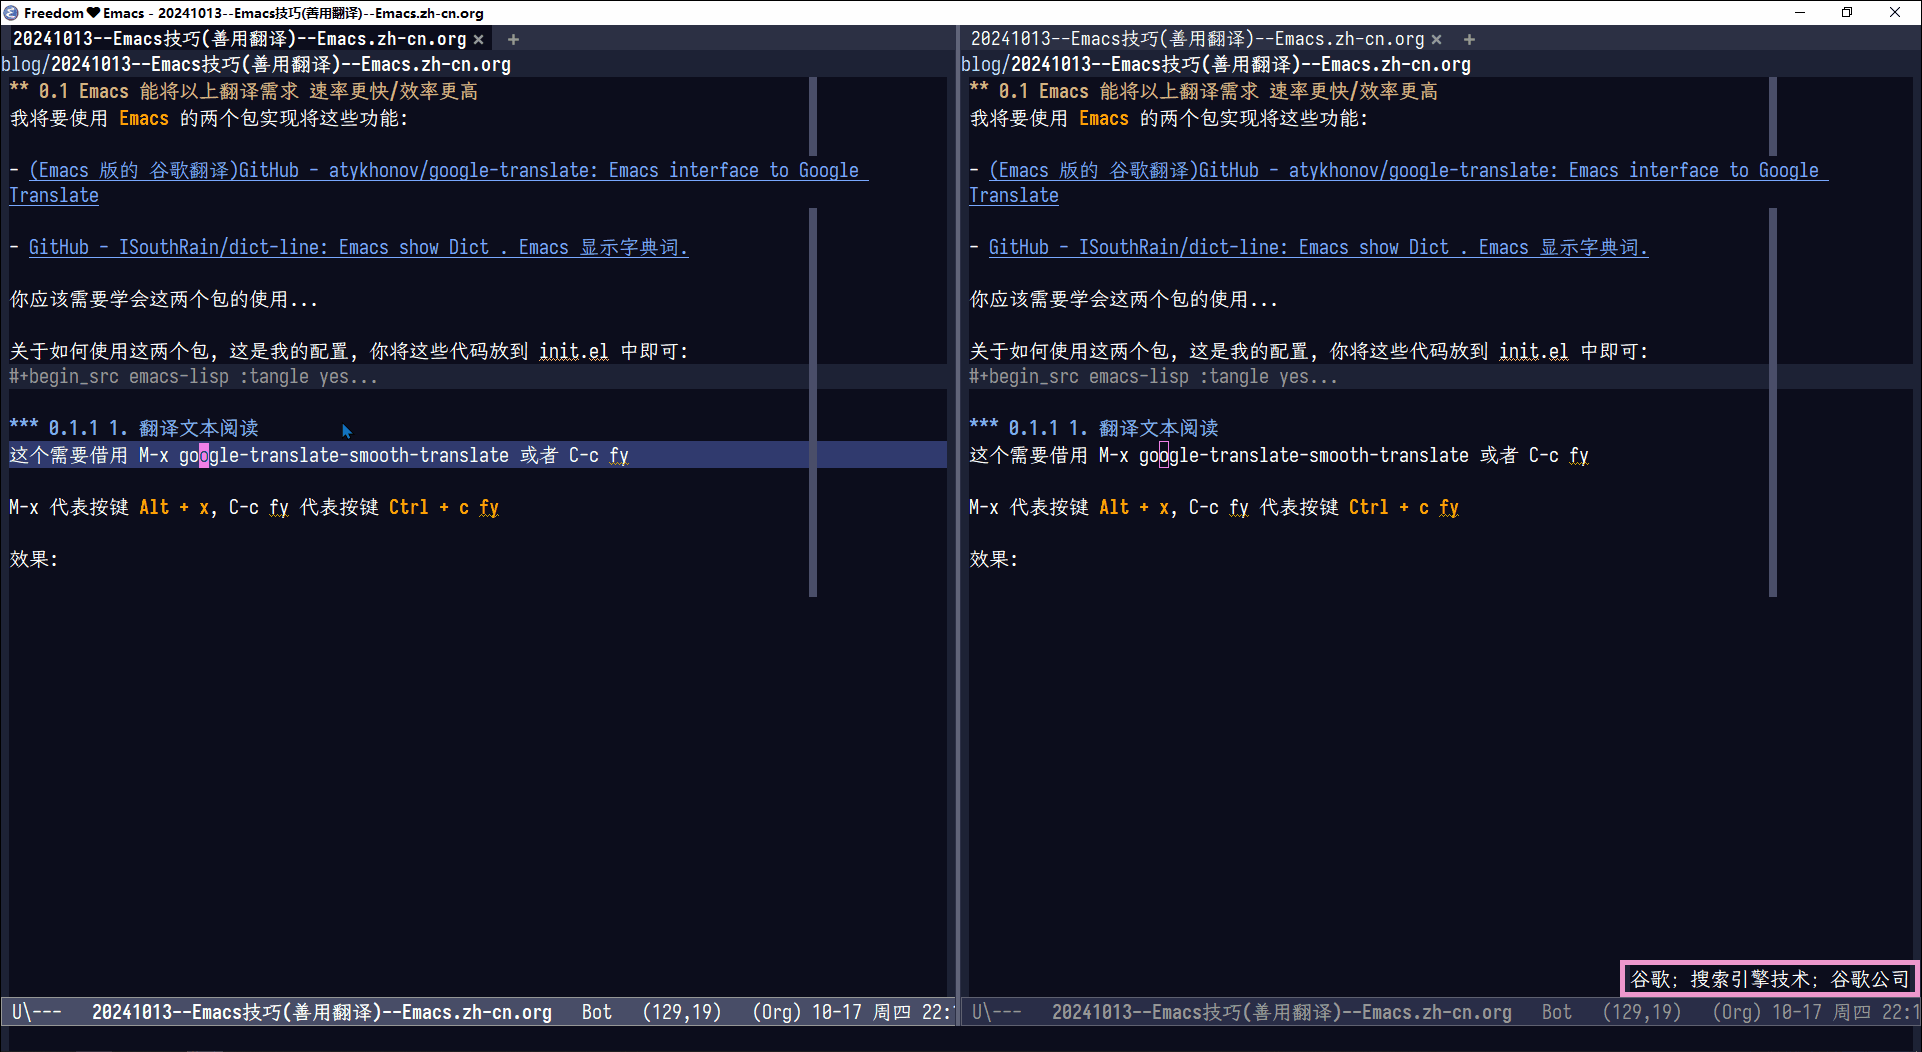 Freedom♥Emacs - 20241013--Emacs技巧(善用翻译)--Emacs.zh-cn.org
20241013--Emacs技巧(善用翻译)--Emacs.zh-cn.org × +
blog/20241013--Emacs技巧(善用翻译)--Emacs.zh-cn.org
** 0.1 Emacs 能将以上翻译需求 速率更快/效率更高
我将要使用 Emacs 的两个包实现将这些功能:
- (Emacs 版的 谷歌翻译)GitHub - atykhonov/google-translate: Emacs interface to Google
Translate
- GitHub - ISouthRain/dict-line: Emacs show Dict . Emacs 显示字典词.
你应该需要学会这两个包的使用...
关于如何使用这两个包, 这是我的配置, 你将这些代码放到 init.el 中即可:
#+begin_src emacs-lisp :tangle yes...
*** 0.1.1 1. 翻译文本阅读
这个需要借用 M-x google-translate-smooth-translate 或者 C-c fy
M-x 代表按键 Alt + x, C-c fy 代表按键 Ctrl + c fy
效果:
U\--- 20241013--Emacs技巧(善用翻译)--Emacs.zh-cn.org Bot (129,19) (Org) 10-17 周四 22:
20241013--Emacs技巧(善用翻译)--Emacs.zh-cn.org × +
blog/20241013--Emacs技巧(善用翻译)--Emacs.zh-cn.org
** 0.1 Emacs 能将以上翻译需求 速率更快/效率更高
我将要使用 Emacs 的两个包实现将这些功能:
- (Emacs 版的 谷歌翻译)GitHub - atykhonov/google-translate: Emacs interface to Google
Translate
- GitHub - ISouthRain/dict-line: Emacs show Dict . Emacs 显示字典词.
你应该需要学会这两个包的使用...
关于如何使用这两个包, 这是我的配置, 你将这些代码放到 init.el 中即可:
#+begin_src emacs-lisp :tangle yes...
*** 0.1.1 1. 翻译文本阅读
这个需要借用 M-x google-translate-smooth-translate 或者 C-c fy
M-x 代表按键 Alt + x, C-c fy 代表按键 Ctrl + c fy
效果:
谷歌; 搜索引擎技术; 谷歌公司
U\--- 20241013--Emacs技巧(善用翻译)--Emacs.zh-cn.org Bot (129,19) (Org) 10-17 周四 22:1